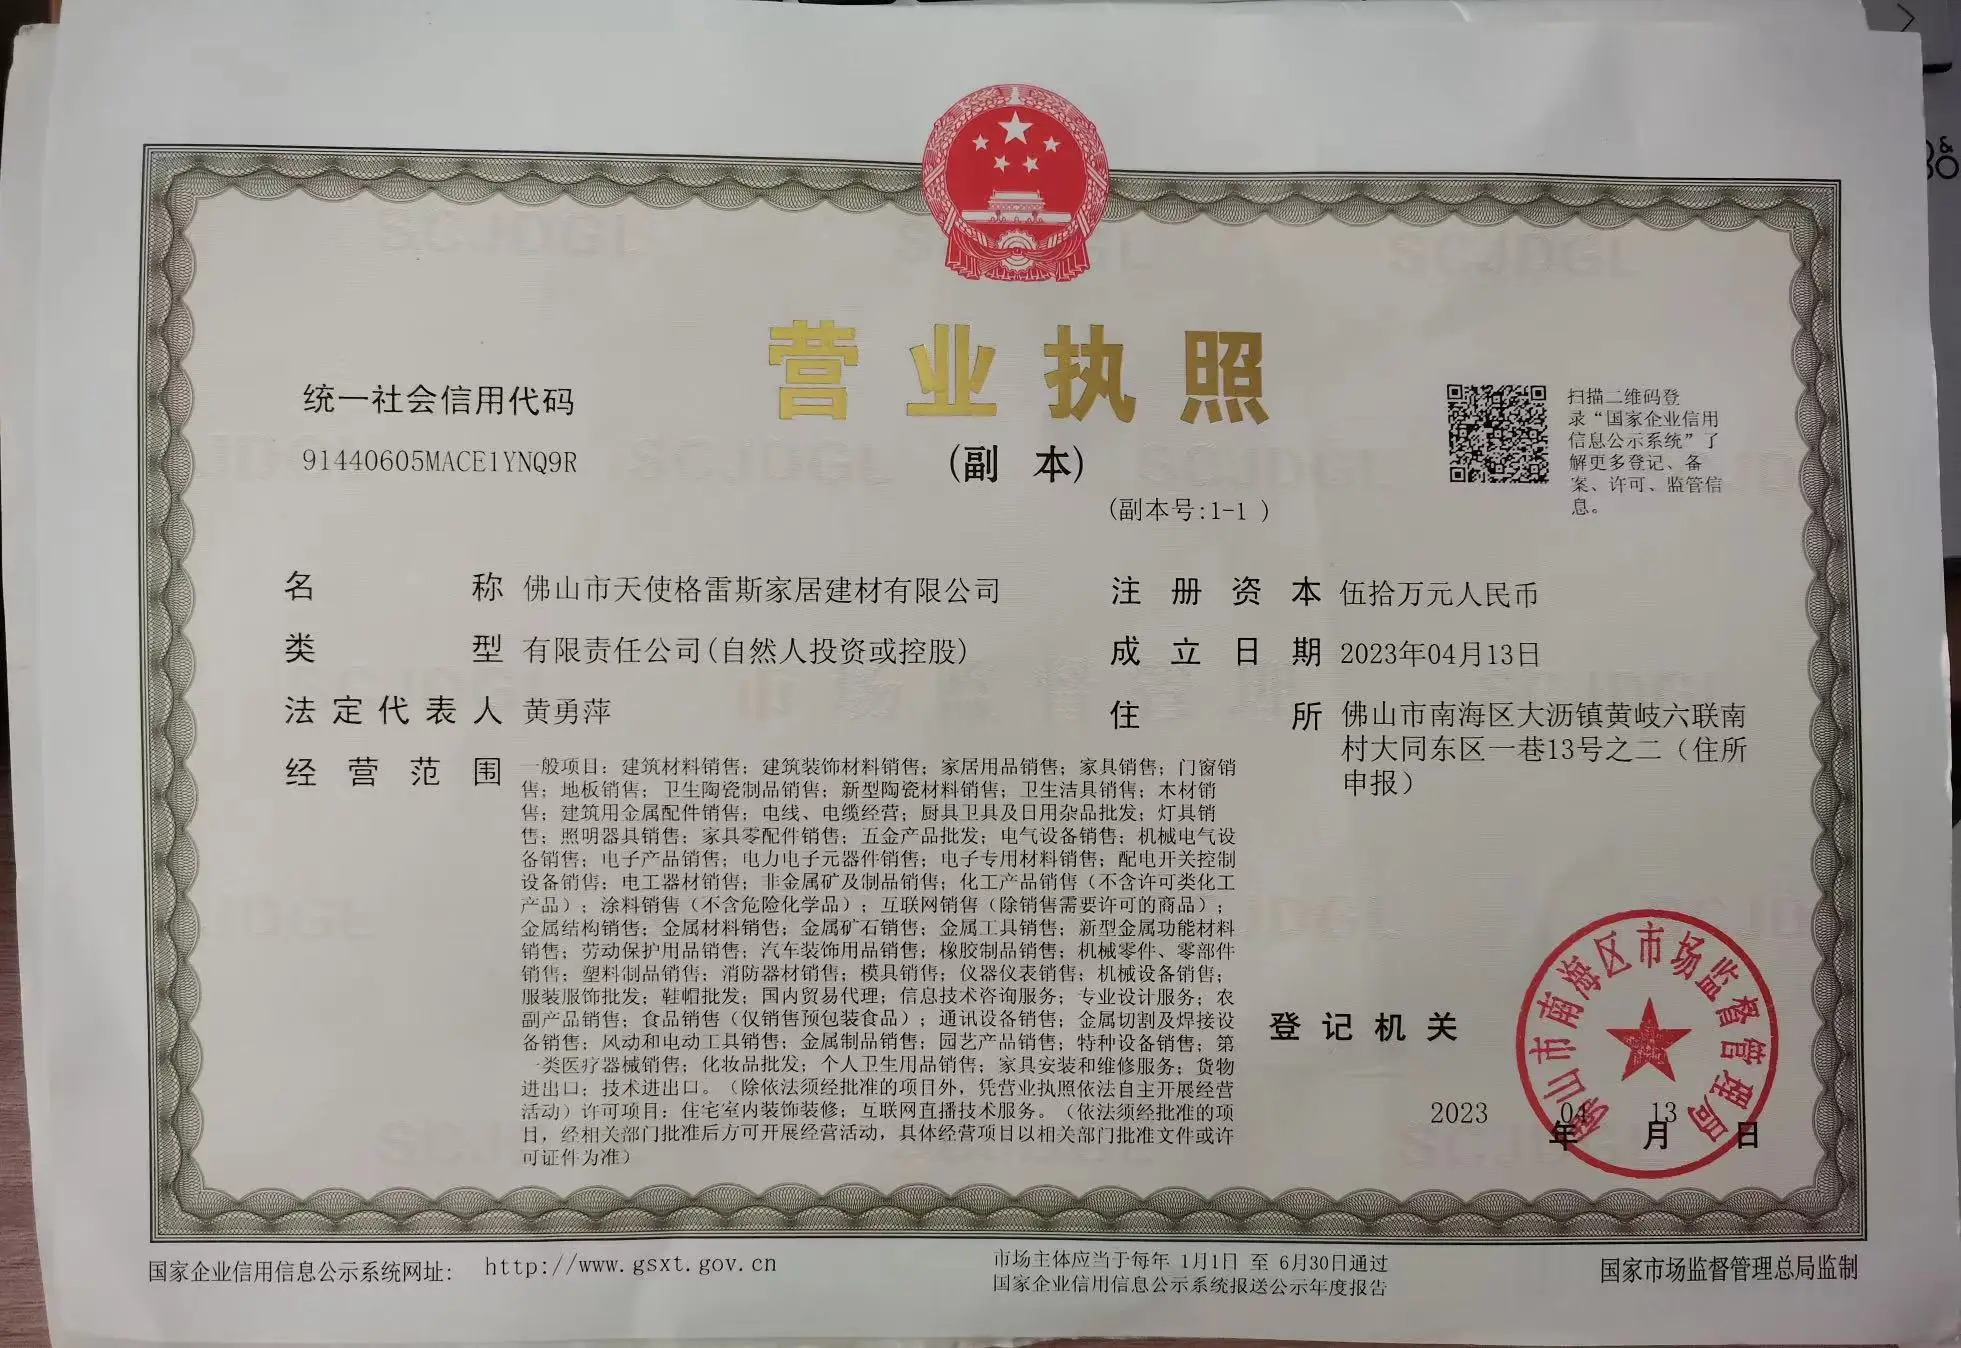 营业执照
(副 本)
(副本号:1-1 )
统一社会信用代码
91440605MACE1YNQ9R
扫描二维码登
录“国家企业信用
信息公示系统”了
解更多登记、备
案、许可、监管信
息。
名 称 佛山市天使格雷斯家居建材有限公司
类 型 有限责任公司(自然人投资或控股)
法定代表人 黄勇萍
经营范围 一般项目：建筑材料销售；建筑装饰材料销售；家居用品销售；家具销售；门窗销
售；地板销售；卫生陶瓷制品销售；新型陶瓷材料销售；卫生洁具销售；木材销
售；建筑用金属配件销售；电线、电缆经营；厨具卫具及日用杂品批发；灯具销
售；照明器具销售；家具零配件销售；五金产品批发；电气设备销售；机械电气设
备销售；电子产品销售；电力电子元器件销售；电子专用材料销售；配电开关控制
设备销售；电工器材销售；非金属矿及制品销售；化工产品销售（不含许可类化工
产品）；涂料销售（不含危险化学品）；互联网销售（除销售需要许可的商品）；
金属结构销售；金属材料销售；金属矿石销售；金属工具销售；新型金属功能材料
销售；劳动保护用品销售；汽车装饰用品销售；橡胶制品销售；机械零件、零部件
销售；塑料制品销售；消防器材销售；模具销售；仪器仪表销售；机械设备销售；
服装服饰批发；鞋帽批发；国内贸易代理；信息技术咨询服务；专业设计服务；农
副产品销售；食品销售（仅销售预包装食品）；通讯设备销售；金属切割及焊接设
备销售；风动和电动工具销售；金属制品销售；园艺产品销售；特种设备销售；第
一类医疗器械销售；化妆品批发；个人卫生用品销售；家具安装和维修服务；货物
进出口；技术进出口。（除依法须经批准的项目外，凭营业执照依法自主开展经营
活动）许可项目：住宅室内装饰装修；互联网直播技术服务。（依法须经批准的项
目，经相关部门批准后方可开展经营活动，具体经营项目以相关部门批准文件或许
可证件为准）
注册资本 伍拾万元人民币
成立日期 2023年04月13日
住 所 佛山市南海区大沥镇黄岐六联南
村大同东区一巷13号之二（住所
申报）
登记机关
佛山市南海区市场监督管理局
2023 年 04 月 13 日
国家企业信用信息公示系统网址: http://www.gsxt.gov.cn
市场主体应当于每年 1月1日 至 6月30日通过
国家企业信用信息公示系统报送公示年度报告
国家市场监督管理总局监制